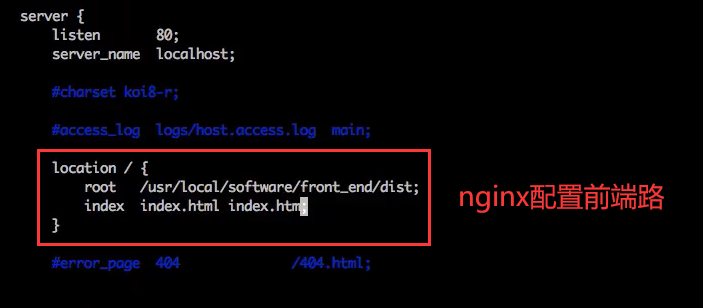 server {
listen 80;
server_name localhost;
#charset koi8-r;
#access_log logs/host.access.log main;
location / {
root /usr/local/software/front_end/dist;
index index.html index.htm;
}
nginx配置前端路
#error_page 404 /404.html;